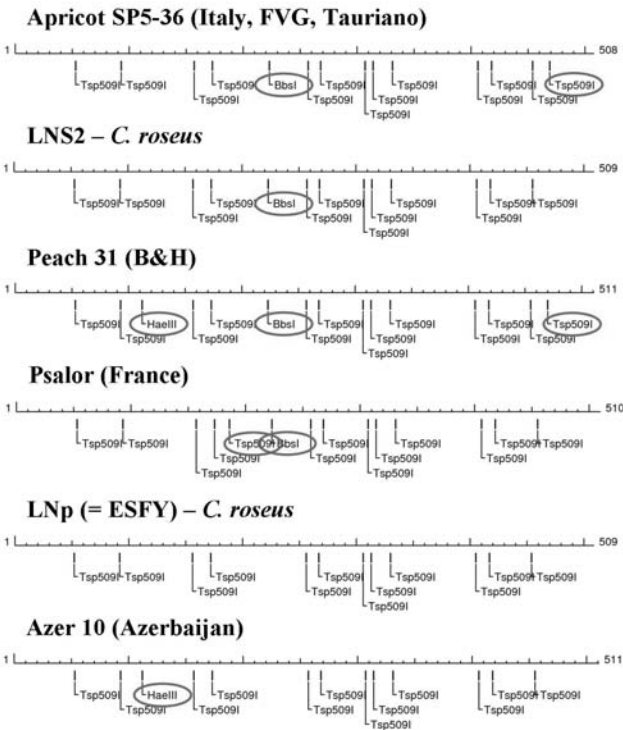 Apricot SP5-36 (Italy, FVG, Tauriano)
1 508
Tsp509I Tsp509I Tsp509I BbsI Tsp509I Tsp509I Tsp509I Tsp509I
Tsp509I Tsp509I Tsp509I Tsp509I Tsp509I
Tsp509I
LNS2 – C. roseus
1 509
Tsp509I Tsp509I Tsp509I BbsI Tsp509I Tsp509I Tsp509I Tsp509I
Tsp509I Tsp509I Tsp509I Tsp509I
Tsp509I
Peach 31 (B&H)
1 511
Tsp509I HaeIII Tsp509I BbsI Tsp509I Tsp509I Tsp509I Tsp509I
Tsp509I Tsp509I Tsp509I Tsp509I Tsp509I Tsp509I
Tsp509I
Psalor (France)
1 510
Tsp509I Tsp509I Tsp509I BbsI Tsp509I Tsp509I Tsp509I Tsp509I
Tsp509I Tsp509I Tsp509I Tsp509I
Tsp509I Tsp509I
LNp (= ESFY) – C. roseus
1 509
Tsp509I Tsp509I Tsp509I Tsp509I Tsp509I Tsp509I Tsp509I
Tsp509I Tsp509I Tsp509I Tsp509I
Tsp509I
Azer 10 (Azerbaijan)
1 511
Tsp509I HaeIII Tsp509I Tsp509I Tsp509I Tsp509I Tsp509I
Tsp509I Tsp509I Tsp509I Tsp509I Tsp509I
Tsp509I